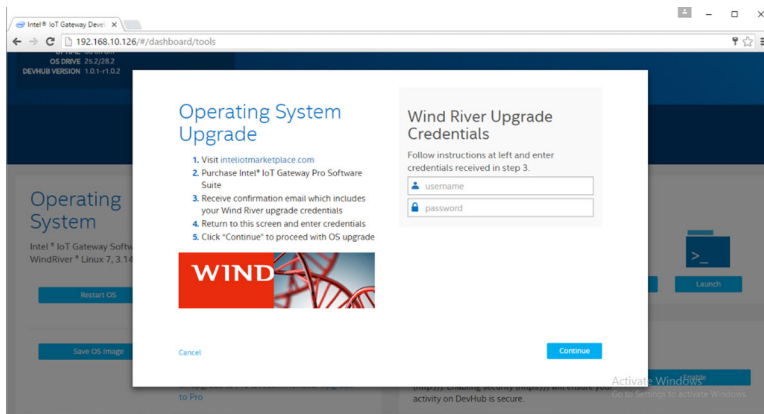 Intel® IoT Gateway Devel
192.168.10.126/#/dashboard/tools
OS DRIVE 25.2/28.2
DEVHUB VERSION 1.0.1-r1.0.2
Operating System
Upgrade
1. Visit inteliotmarketplace.com
2. Purchase Intel® IoT Gateway Pro Software
Suite
3. Receive confirmation email which includes
your Wind River upgrade credentials
4. Return to this screen and enter credentials
5. Click "Continue" to proceed with OS upgrade
WIND
Cancel
Wind River Upgrade
Credentials
Follow instructions at left and enter
credentials received in step 3.
username
password
Continue
Operating
System
Intel ® IoT Gateway Softw
WindRiver ® Linux 7, 3.14
Restart OS
Save OS Image
to Pro
>_
Launch
Enable
activity on DevHub is secure.
Activate Windows
Go to Settings to activate Windows.